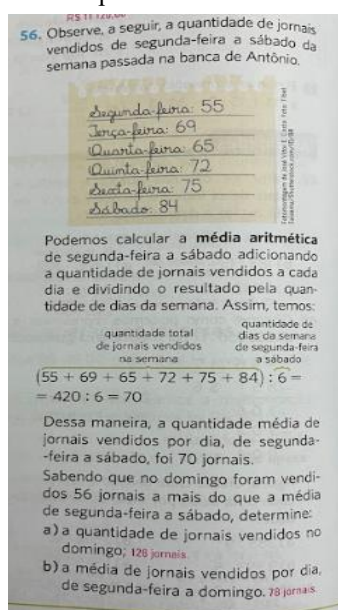 R$ 11 120,00
56. Observe, a seguir, a quantidade de jornais
vendidos de segunda-feira a sábado da
semana passada na banca de Antônio.
Segunda-feira: 55
Terça-feira: 69
Quarta-feira: 65
Quinta-feira: 72
Sexta-feira: 75
Sábado: 84
Podemos calcular a média aritmética
de segunda-feira a sábado adicionando
a quantidade de jornais vendidos a cada
dia e dividindo o resultado pela quan-
tidade de dias da semana. Assim, temos:
quantidade total
de jornais vendidos
na semana
quantidade de
dias da semana
de segunda-feira
a sábado
(55 + 69 + 65 + 72 + 75 + 84) : 6 =
= 420 : 6 = 70
Dessa maneira, a quantidade média de
jornais vendidos por dia, de segunda-
-feira a sábado, foi 70 jornais.
Sabendo que no domingo foram vendi-
dos 56 jornais a mais do que a média
de segunda-feira a sábado, determine:
a) a quantidade de jornais vendidos no
domingo; 126 jornais
b) a média de jornais vendidos por dia,
de segunda-feira a domingo. 78 jornais